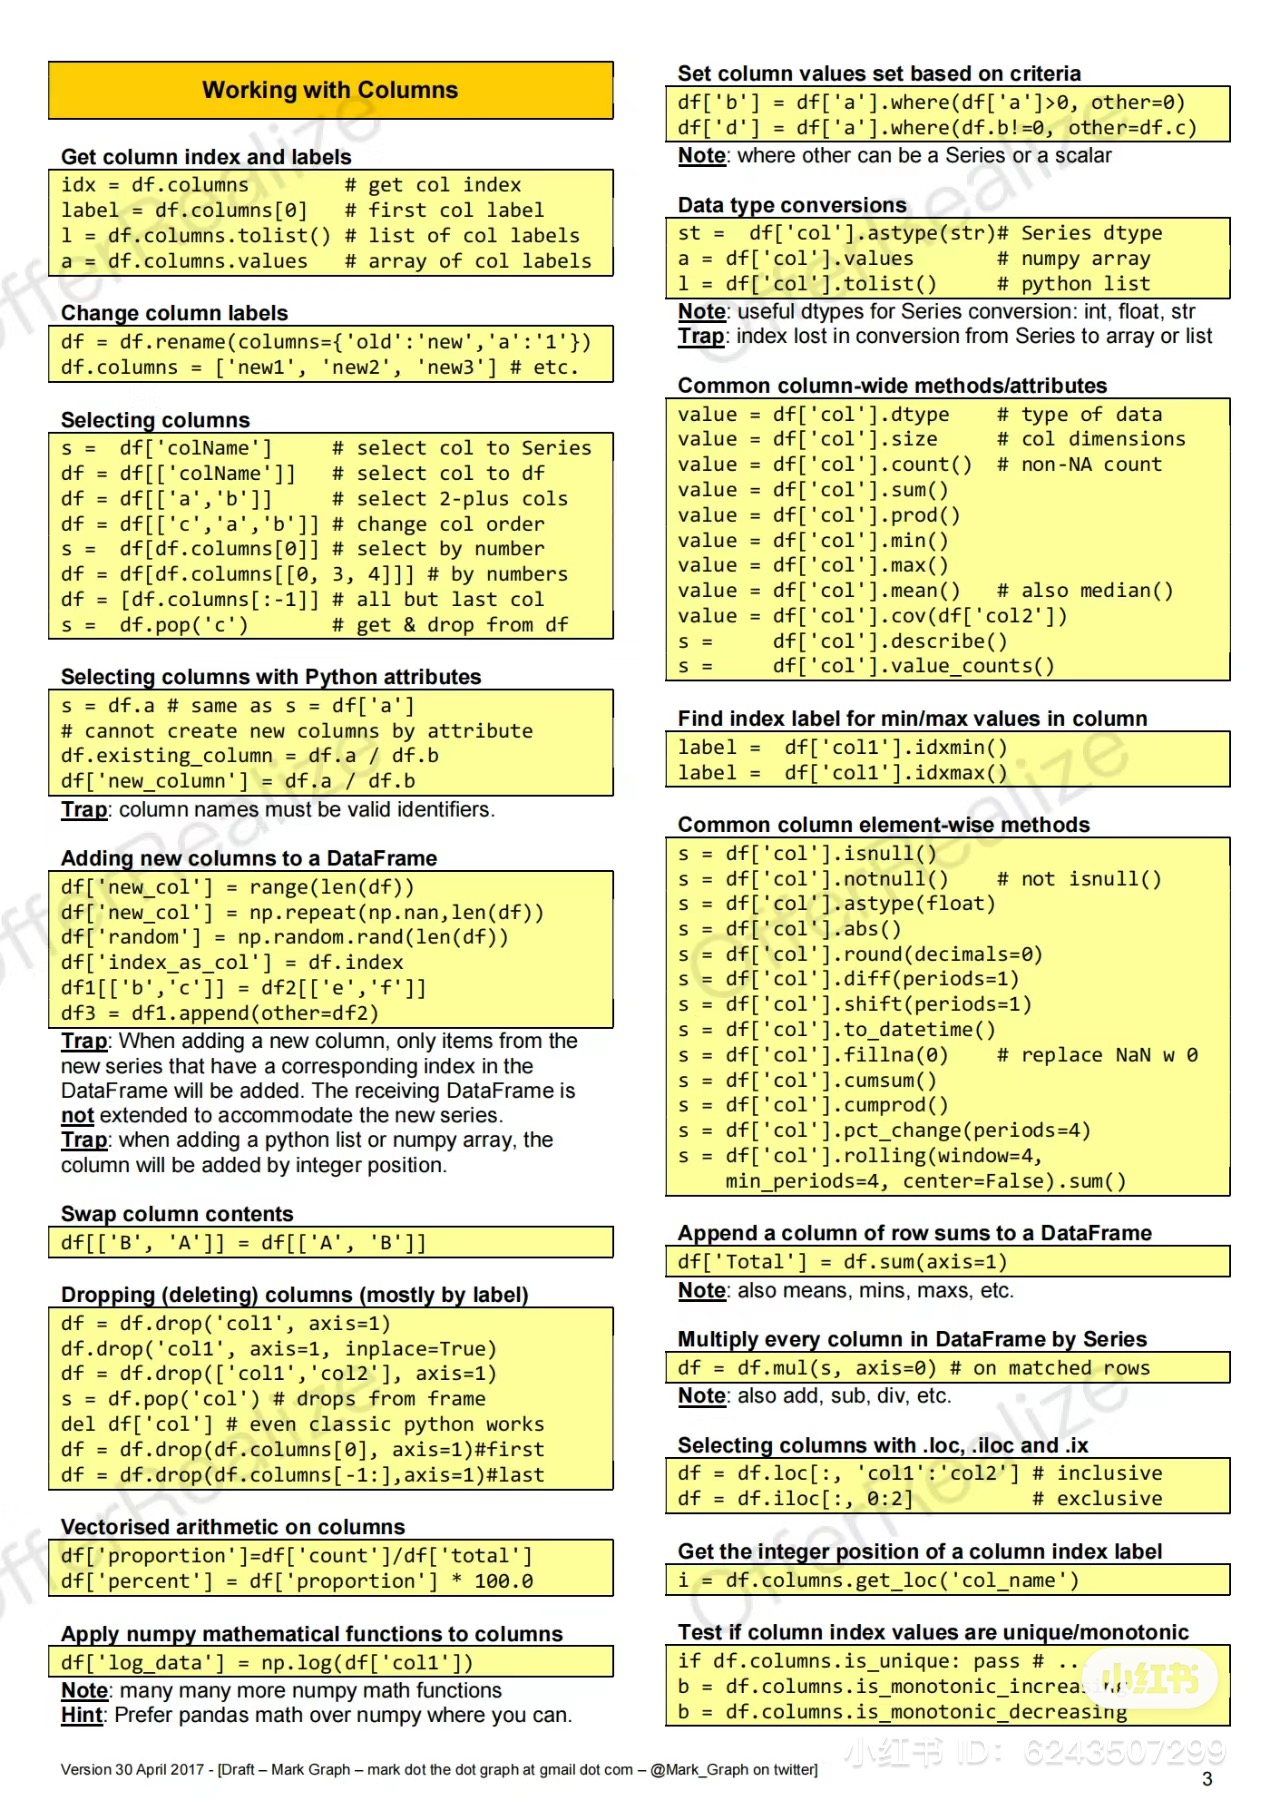 Working with Columns
Get column index and labels
idx = df.columns        # get col index
label = df.columns[0]   # first col label
l = df.columns.tolist() # list of col labels
a = df.columns.values   # array of col labels
Change column labels
df = df.rename(columns={'old':'new','a':'1'})
df.columns = ['new1', 'new2', 'new3'] # etc.
Selecting columns
s =  df['colName']     # select col to Series
df = df[['colName']]   # select col to df
df = df[['a','b']]     # select 2-plus cols
df = df[['c','a','b']] # change col order
s =  df[df.columns[0]] # select by number
df = df[df.columns[[0, 3, 4]]] # by numbers
df = [df.columns[:-1]] # all but last col
s =  df.pop('c')       # get & drop from df
Selecting columns with Python attributes
s = df.a # same as s = df['a']
# cannot create new columns by attribute
df.existing_column = df.a / df.b
df['new_column'] = df.a / df.b
Trap: column names must be valid identifiers.
Adding new columns to a DataFrame
df['new_col'] = range(len(df))
df['new_col'] = np.repeat(np.nan,len(df))
df['random'] = np.random.rand(len(df))
df['index_as_col'] = df.index
df1[['b','c']] = df2[['e','f']]
df3 = df1.append(other=df2)
Trap: When adding a new column, only items from the
new series that have a corresponding index in the
DataFrame will be added. The receiving DataFrame is
not extended to accommodate the new series.
Trap: when adding a python list or numpy array, the
column will be added by integer position.
Swap column contents
df[['B', 'A']] = df[['A', 'B']]
Dropping (deleting) columns (mostly by label)
df = df.drop('col1', axis=1)
df.drop('col1', axis=1, inplace=True)
df = df.drop(['col1','col2'], axis=1)
s = df.pop('col') # drops from frame
del df['col'] # even classic python works
df = df.drop(df.columns[0], axis=1)#first
df = df.drop(df.columns[-1:],axis=1)#last
Vectorised arithmetic on columns
df['proportion']=df['count']/df['total']
df['percent'] = df['proportion'] * 100.0
Apply numpy mathematical functions to columns
df['log_data'] = np.log(df['col1'])
Note: many many more numpy math functions
Hint: Prefer pandas math over numpy where you can.
Set column values set based on criteria
df['b'] = df['a'].where(df['a']>0, other=0)
df['d'] = df['a'].where(df.b!=0, other=df.c)
Note: where other can be a Series or a scalar
Data type conversions
st =  df['col'].astype(str)# Series dtype
a = df['col'].values       # numpy array
l = df['col'].tolist()     # python list
Note: useful dtypes for Series conversion: int, float, str
Trap: index lost in conversion from Series to array or list
Common column-wide methods/attributes
value = df['col'].dtype    # type of data
value = df['col'].size     # col dimensions
value = df['col'].count()  # non-NA count
value = df['col'].sum()
value = df['col'].prod()
value = df['col'].min()
value = df['col'].max()
value = df['col'].mean()   # also median()
value = df['col'].cov(df['col2'])
s =     df['col'].describe()
s =     df['col'].value_counts()
Find index label for min/max values in column
label =  df['col1'].idxmin()
label =  df['col1'].idxmax()
Common column element-wise methods
s = df['col'].isnull()
s = df['col'].notnull()    # not isnull()
s = df['col'].astype(float)
s = df['col'].abs()
s = df['col'].round(decimals=0)
s = df['col'].diff(periods=1)
s = df['col'].shift(periods=1)
s = df['col'].to_datetime()
s = df['col'].fillna(0)    # replace NaN w 0
s = df['col'].cumsum()
s = df['col'].cumprod()
s = df['col'].pct_change(periods=4)
s = df['col'].rolling(window=4,
    min_periods=4, center=False).sum()
Append a column of row sums to a DataFrame
df['Total'] = df.sum(axis=1)
Note: also means, mins, maxs, etc.
Multiply every column in DataFrame by Series
df = df.mul(s, axis=0) # on matched rows
Note: also add, sub, div, etc.
Selecting columns with .loc, .iloc and .ix
df = df.loc[:, 'col1':'col2'] # inclusive
df = df.iloc[:, 0:2]          # exclusive
Get the integer position of a column index label
i = df.columns.get_loc('col_name')
Test if column index values are unique/monotonic
if df.columns.is_unique: pass # ...
b = df.columns.is_monotonic_increasing
b = df.columns.is_monotonic_decreasing
小红书
小红书 ID: 6243507299
Version 30 April 2017 - [Draft – Mark Graph – mark dot the dot graph at gmail dot com – @Mark_Graph on twitter]
3
OfferRealize
OfferRealize
OfferRealize
OfferRealize
OfferRealize
OfferRealize